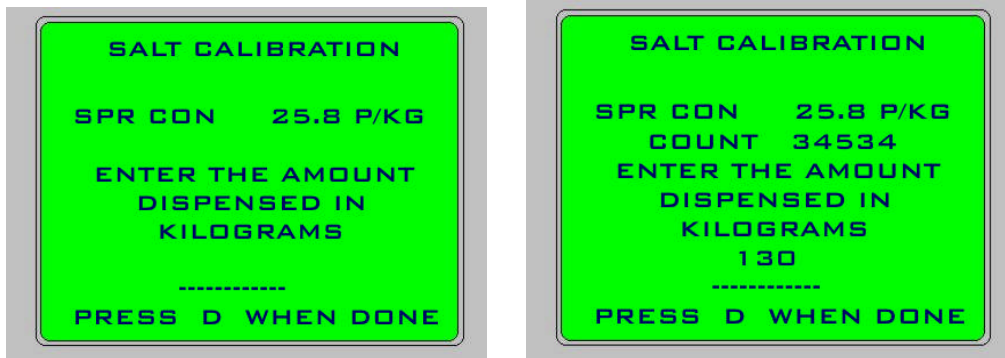 SALT CALIBRATION
SPR CON 25.8 P/KG
ENTER THE AMOUNT
DISPENSED IN
KILOGRAMS
------------
PRESS D WHEN DONE
SALT CALIBRATION
SPR CON 25.8 P/KG
COUNT 34534
ENTER THE AMOUNT
DISPENSED IN
KILOGRAMS
130
------------
PRESS D WHEN DONE